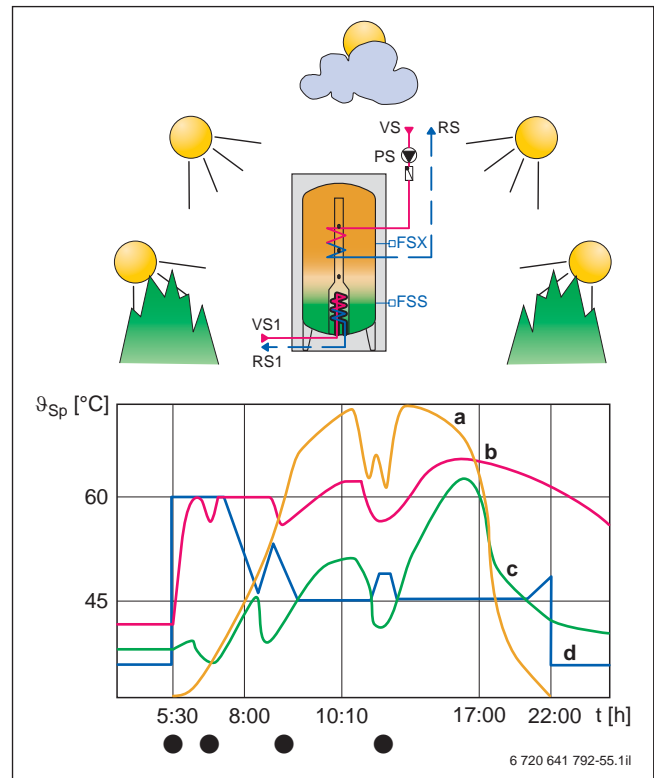 VS RS
PS
FSX
FSS
VS1
RS1
ϑSp [°C]
a
b
60
c
45
d
5:30 8:00 10:10 17:00 22:00 t [h]
6 720 641 792-55.1il